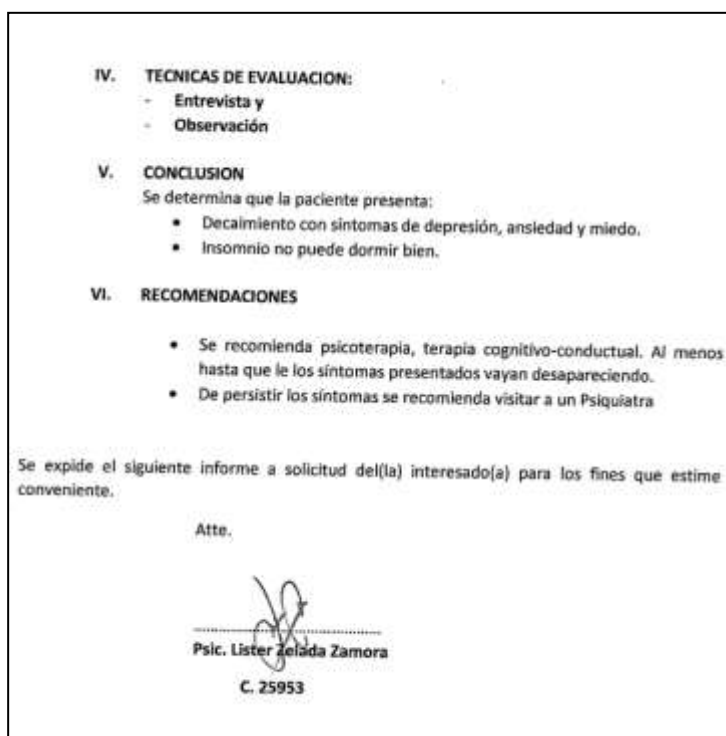 IV. TECNICAS DE EVALUACION:
- Entrevista y
- Observación
V. CONCLUSION
Se determina que la paciente presenta:
• Decaimiento con síntomas de depresión, ansiedad y miedo.
• Insomnio no puede dormir bien.
VI. RECOMENDACIONES
• Se recomienda psicoterapia, terapia cognitivo-conductual. Al menos
hasta que le los síntomas presentados vayan desapareciendo.
• De persistir los síntomas se recomienda visitar a un Psiquiatra
Se expide el siguiente informe a solicitud del(la) interesado(a) para los fines que estime
conveniente.
Atte.
Psic. Lister Zelada Zamora
C. 25953